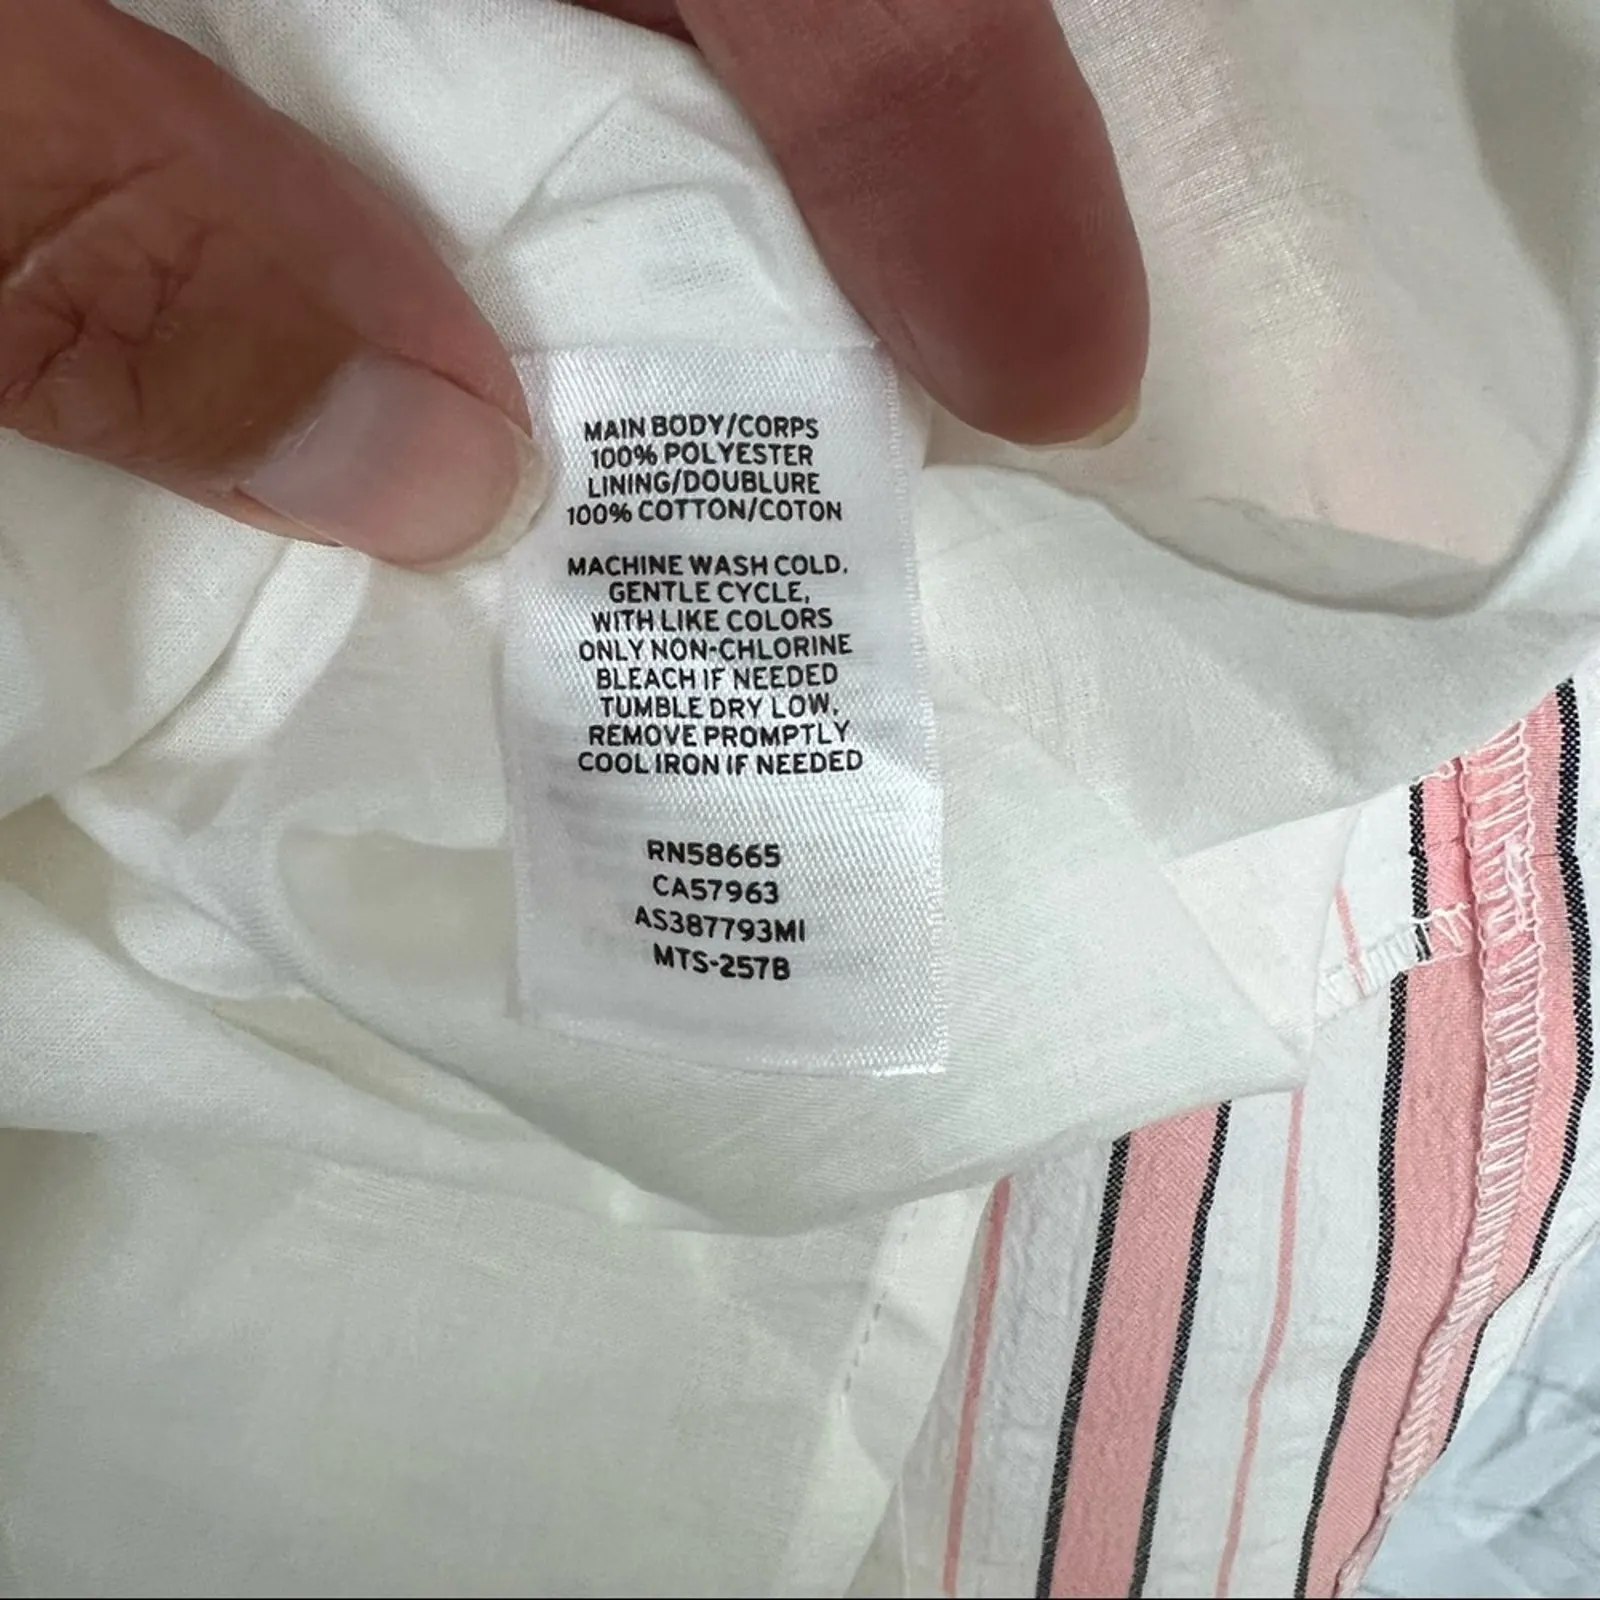 MAIN BODY/CORPS
100% POLYESTER
LINING/DOUBLURE
100% COTTON/COTON
MACHINE WASH COLD.
GENTLE CYCLE,
WITH LIKE COLORS
ONLY NON-CHLORINE
BLEACH IF NEEDED
TUMBLE DRY LOW.
REMOVE PROMPTLY
COOL IRON IF NEEDED
RN58665
CA57963
AS387793MI
MTS-257B